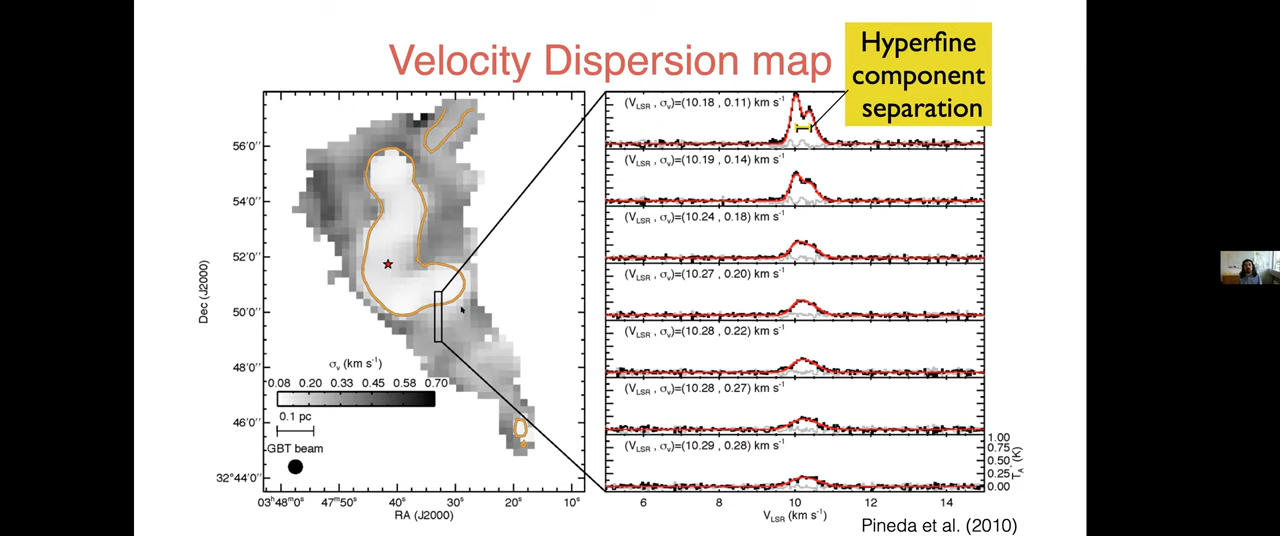 Velocity Dispersion map
Hyperfine
component
separation
(V_LSR , σ_v)=(10.18 , 0.11) km s⁻¹
(V_LSR , σ_v)=(10.19 , 0.14) km s⁻¹
(V_LSR , σ_v)=(10.24 , 0.18) km s⁻¹
(V_LSR , σ_v)=(10.27 , 0.20) km s⁻¹
(V_LSR , σ_v)=(10.28 , 0.22) km s⁻¹
(V_LSR , σ_v)=(10.28 , 0.27) km s⁻¹
(V_LSR , σ_v)=(10.29 , 0.28) km s⁻¹
56'0''
54'0''
52'0''
50'0''
48'0''
46'0''
32°44'0''
Dec (J2000)
σ_v (km s⁻¹)
0.08 0.20 0.33 0.45 0.58 0.70
0.1 pc
GBT beam
03ʰ48ᵐ0ˢ 47ᵐ50ˢ 40ˢ 30ˢ 20ˢ 10ˢ
RA (J2000)
1.00
0.75
0.50
0.25
0.00
T_A (K)
6 8 10 12 14
V_LSR (km s⁻¹)
Pineda et al. (2010)